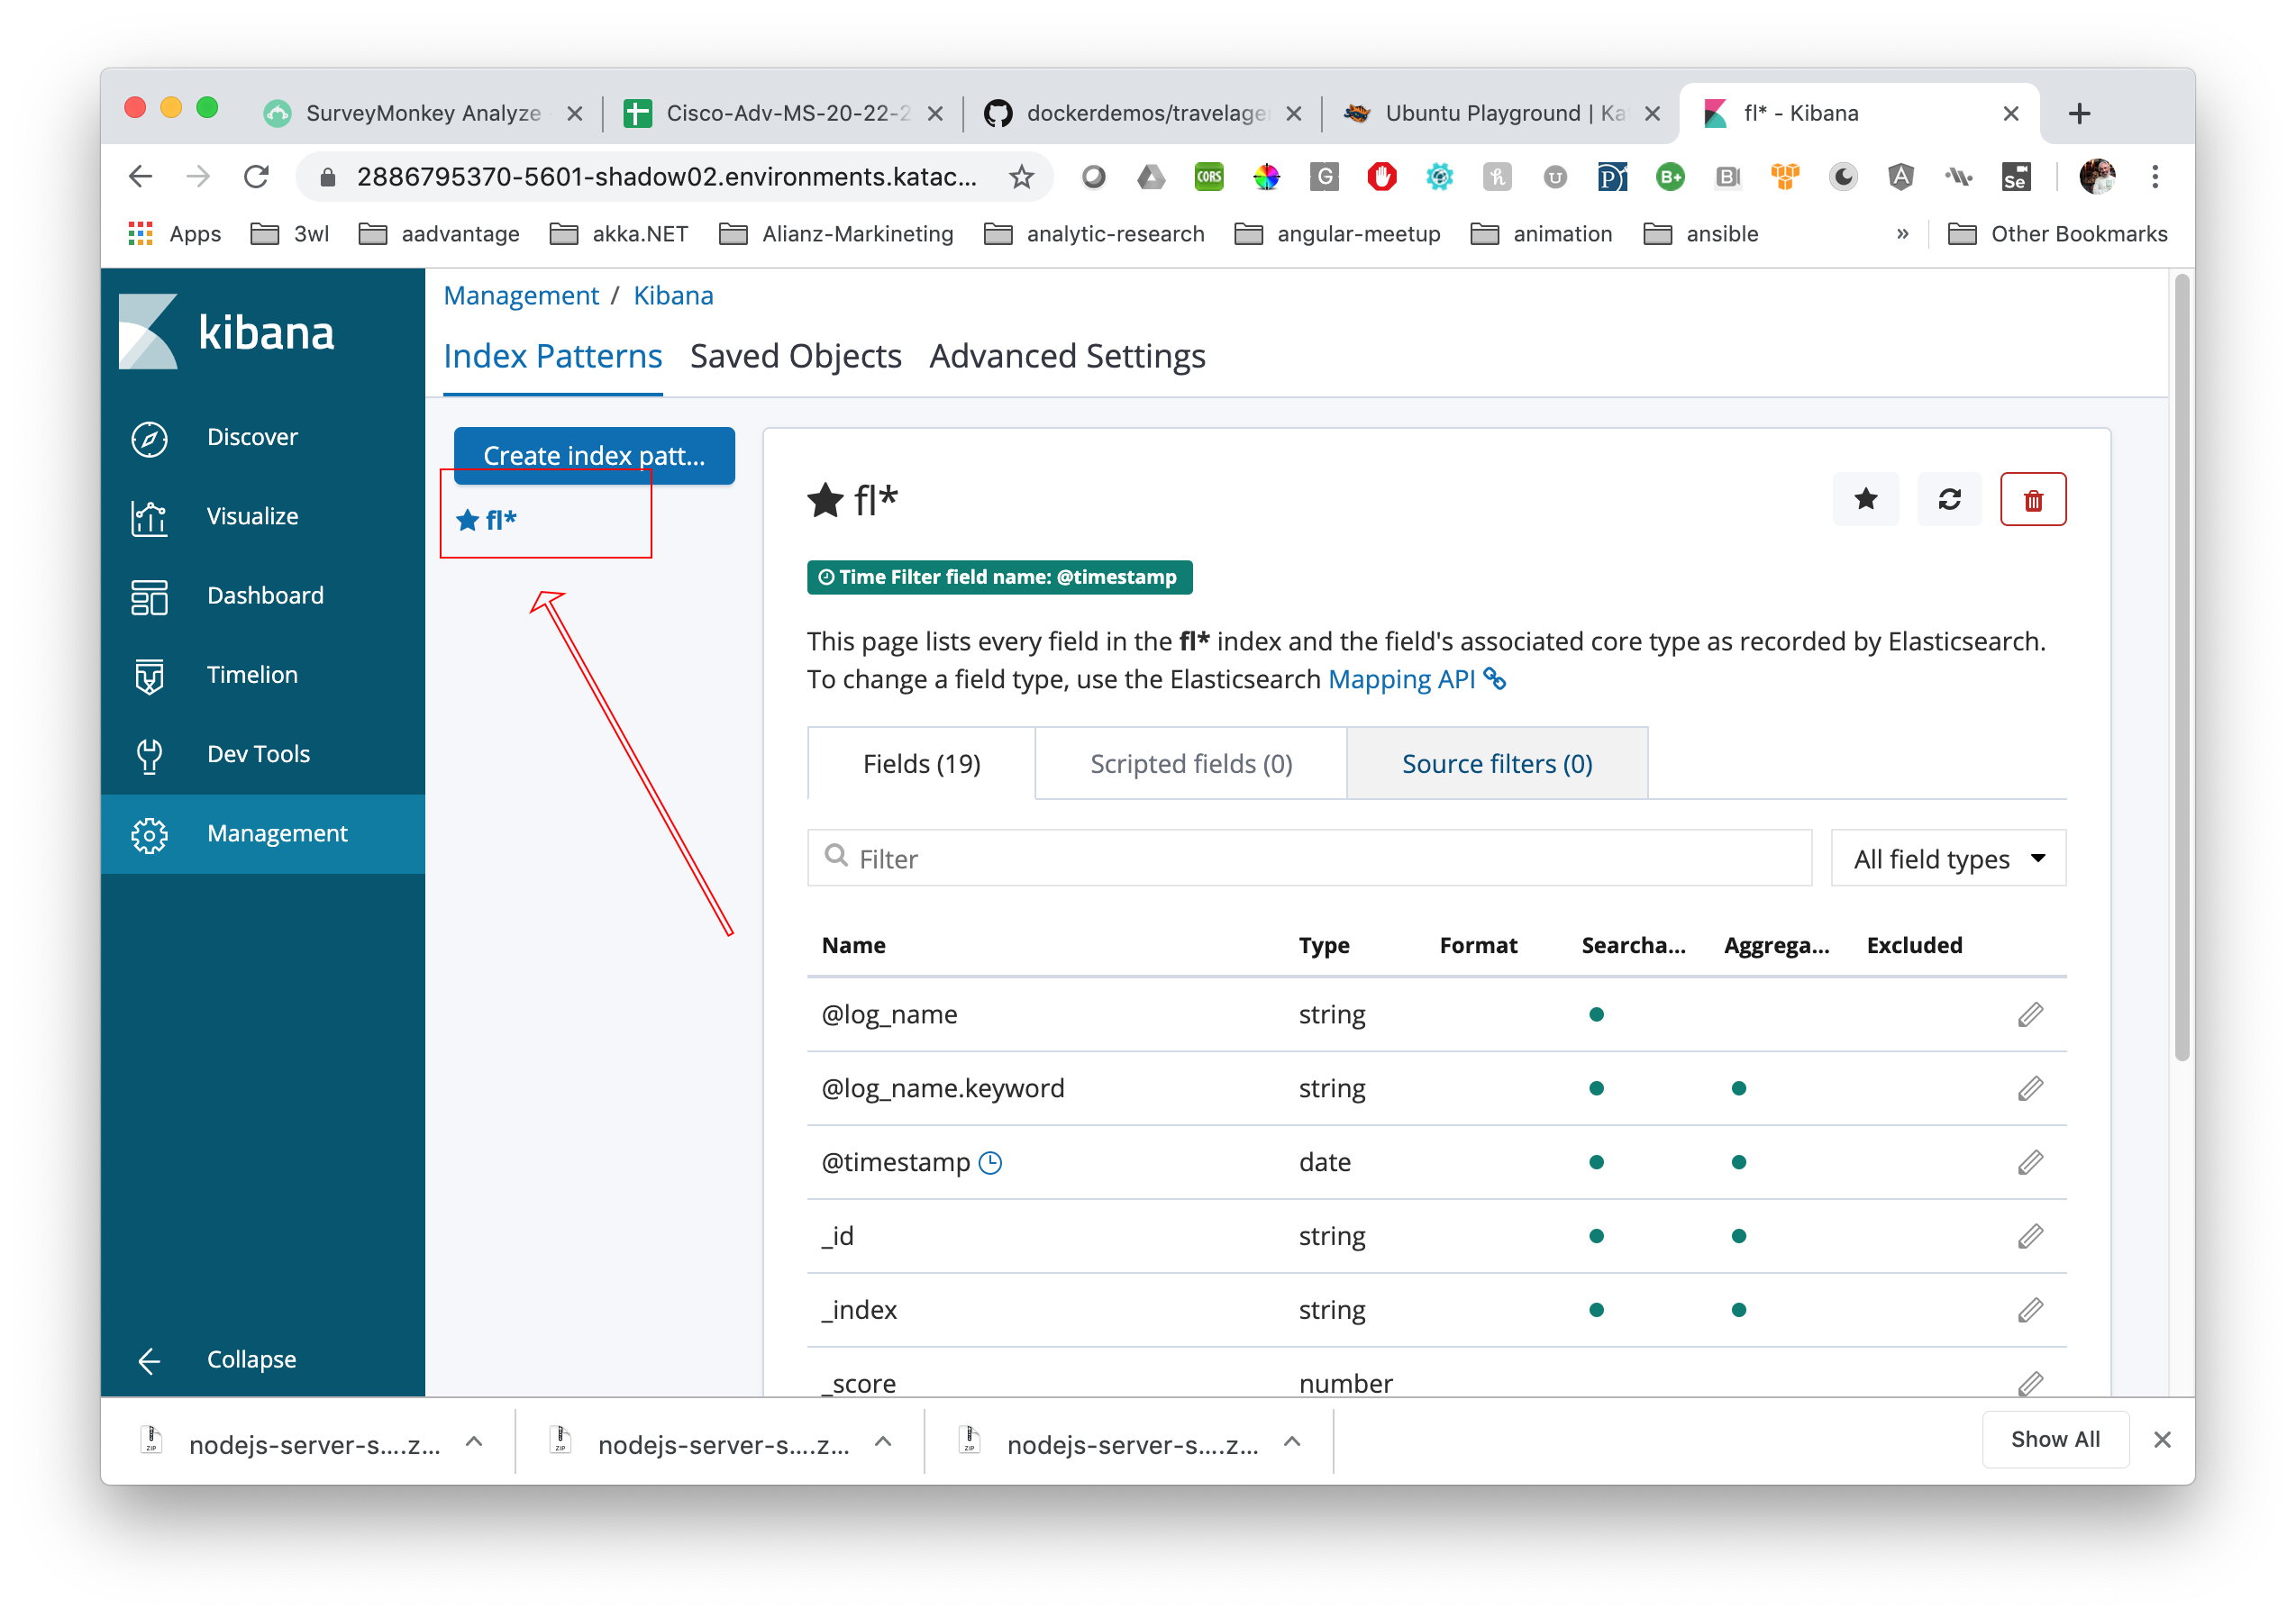 SurveyMonkey Analyze
Cisco-Adv-MS-20-22-2
dockerdemos/travelage
Ubuntu Playground | Ka
fl* - Kibana
2886795370-5601-shadow02.environments.katac...
CORS
G
h
U
P)
B+
B
A
Se
Apps
3wl
aadvantage
akka.NET
Alianz-Markineting
analytic-research
angular-meetup
animation
ansible
»
Other Bookmarks
kibana
Discover
Visualize
Dashboard
Timelion
Dev Tools
Management
Collapse
Management / Kibana
Index Patterns Saved Objects Advanced Settings
Create index patt...
fl*
fl*
Time Filter field name: @timestamp
This page lists every field in the fl* index and the field's associated core type as recorded by Elasticsearch.
To change a field type, use the Elasticsearch Mapping API
Fields (19) Scripted fields (0) Source filters (0)
Filter
All field types
Name Type Format Searcha... Aggrega... Excluded
@log_name string
@log_name.keyword string
@timestamp date
_id string
_index string
_score number
ZIP nodejs-server-s....z...
ZIP nodejs-server-s....z...
ZIP nodejs-server-s....z...
Show All